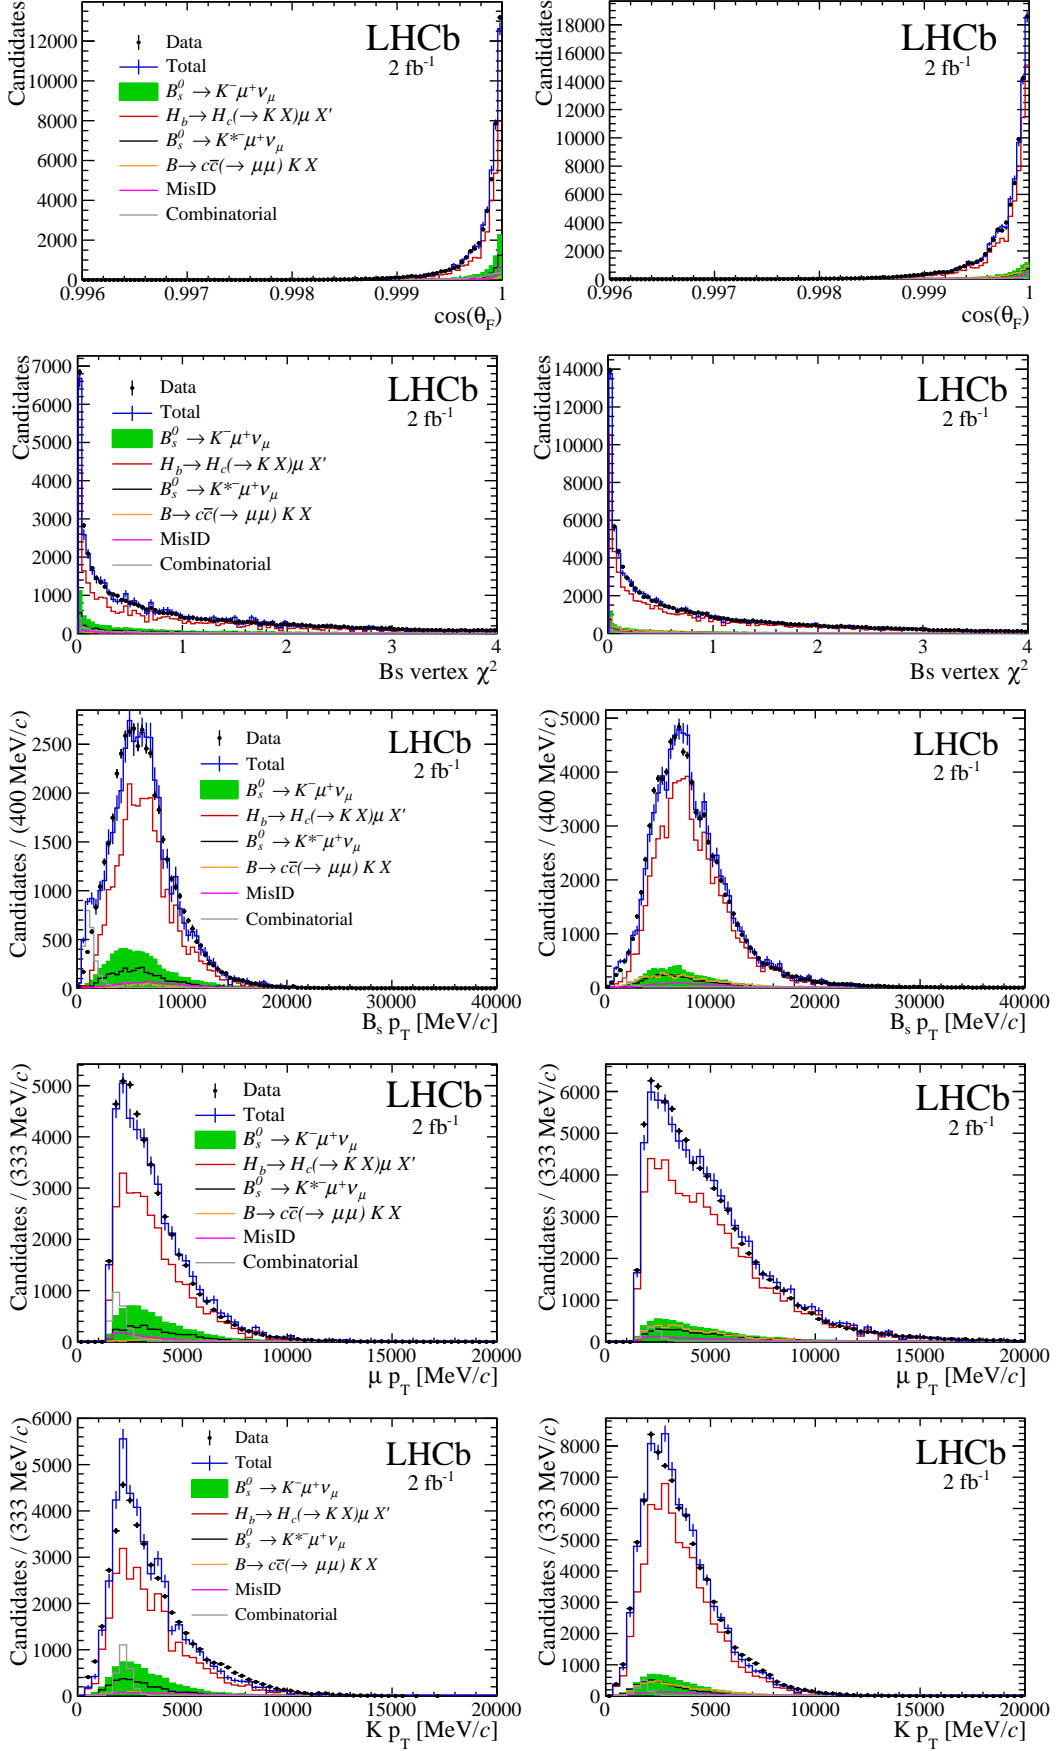 Candidates
12000
10000
8000
6000
4000
2000
0
0.996
0.997
0.998
0.999
1
cos(θF)
LHCb
2 fb-1
Data
Total
B0s → K−μ+νμ
Hb→ Hc(→ K X)μ X′
B0s → K*−μ+νμ
B→ cc̅(→ μμ) K X
MisID
Combinatorial
Candidates
18000
16000
14000
12000
10000
8000
6000
4000
2000
0
0.996
0.997
0.998
0.999
1
cos(θF)
LHCb
2 fb-1
Candidates
7000
6000
5000
4000
3000
2000
1000
0
0
1
2
3
4
Bs vertex χ2
LHCb
2 fb-1
Data
Total
B0s → K−μ+νμ
Hb→ Hc(→ K X)μ X′
B0s → K*−μ+νμ
B→ cc̅(→ μμ) K X
MisID
Combinatorial
Candidates
14000
12000
10000
8000
6000
4000
2000
0
0
1
2
3
4
Bs vertex χ2
LHCb
2 fb-1
Candidates / (400 MeV/c)
2500
2000
1500
1000
500
0
0
10000
20000
30000
40000
Bs pT [MeV/c]
LHCb
2 fb-1
Data
Total
B0s → K−μ+νμ
Hb→ Hc(→ K X)μ X′
B0s → K*−μ+νμ
B→ cc̅(→ μμ) K X
MisID
Combinatorial
Candidates / (400 MeV/c)
5000
4000
3000
2000
1000
0
0
10000
20000
30000
40000
Bs pT [MeV/c]
LHCb
2 fb-1
Candidates / (333 MeV/c)
5000
4000
3000
2000
1000
0
0
5000
10000
15000
20000
μ pT [MeV/c]
LHCb
2 fb-1
Data
Total
B0s → K−μ+νμ
Hb→ Hc(→ K X)μ X′
B0s → K*−μ+νμ
B→ cc̅(→ μμ) K X
MisID
Combinatorial
Candidates / (333 MeV/c)
6000
5000
4000
3000
2000
1000
0
0
5000
10000
15000
20000
μ pT [MeV/c]
LHCb
2 fb-1
Candidates / (333 MeV/c)
6000
5000
4000
3000
2000
1000
0
0
5000
10000
15000
20000
K pT [MeV/c]
LHCb
2 fb-1
Data
Total
B0s → K−μ+νμ
Hb→ Hc(→ K X)μ X′
B0s → K*−μ+νμ
B→ cc̅(→ μμ) K X
MisID
Combinatorial
Candidates / (333 MeV/c)
8000
7000
6000
5000
4000
3000
2000
1000
0
0
5000
10000
15000
20000
K pT [MeV/c]
LHCb
2 fb-1